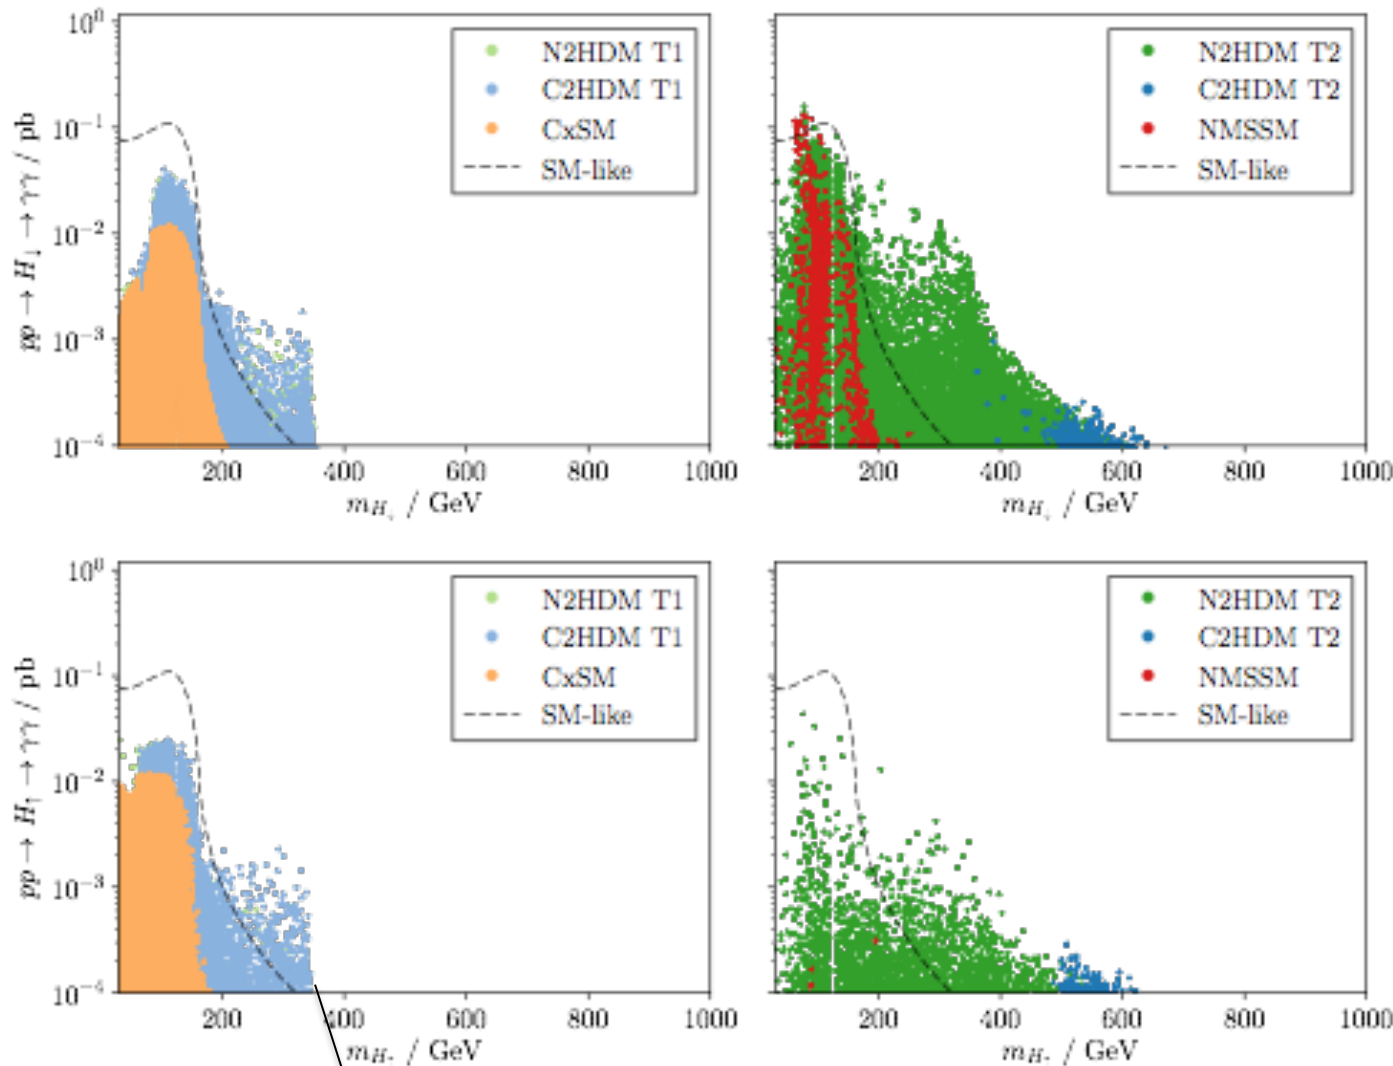 10⁰
10⁻¹
10⁻²
10⁻³
10⁻⁴
pp → H↓ → γγ / pb
N2HDM T1
C2HDM T1
CxSM
SM-like
200 400 600 800 1000
m_H↓ / GeV
N2HDM T2
C2HDM T2
NMSSM
SM-like
200 400 600 800 1000
m_H↓ / GeV
10⁰
10⁻¹
10⁻²
10⁻³
10⁻⁴
pp → H↑ → γγ / pb
N2HDM T1
C2HDM T1
CxSM
SM-like
200 400 600 800 1000
m_H↑ / GeV
N2HDM T2
C2HDM T2
NMSSM
SM-like
200 400 600 800 1000
m_H↑ / GeV